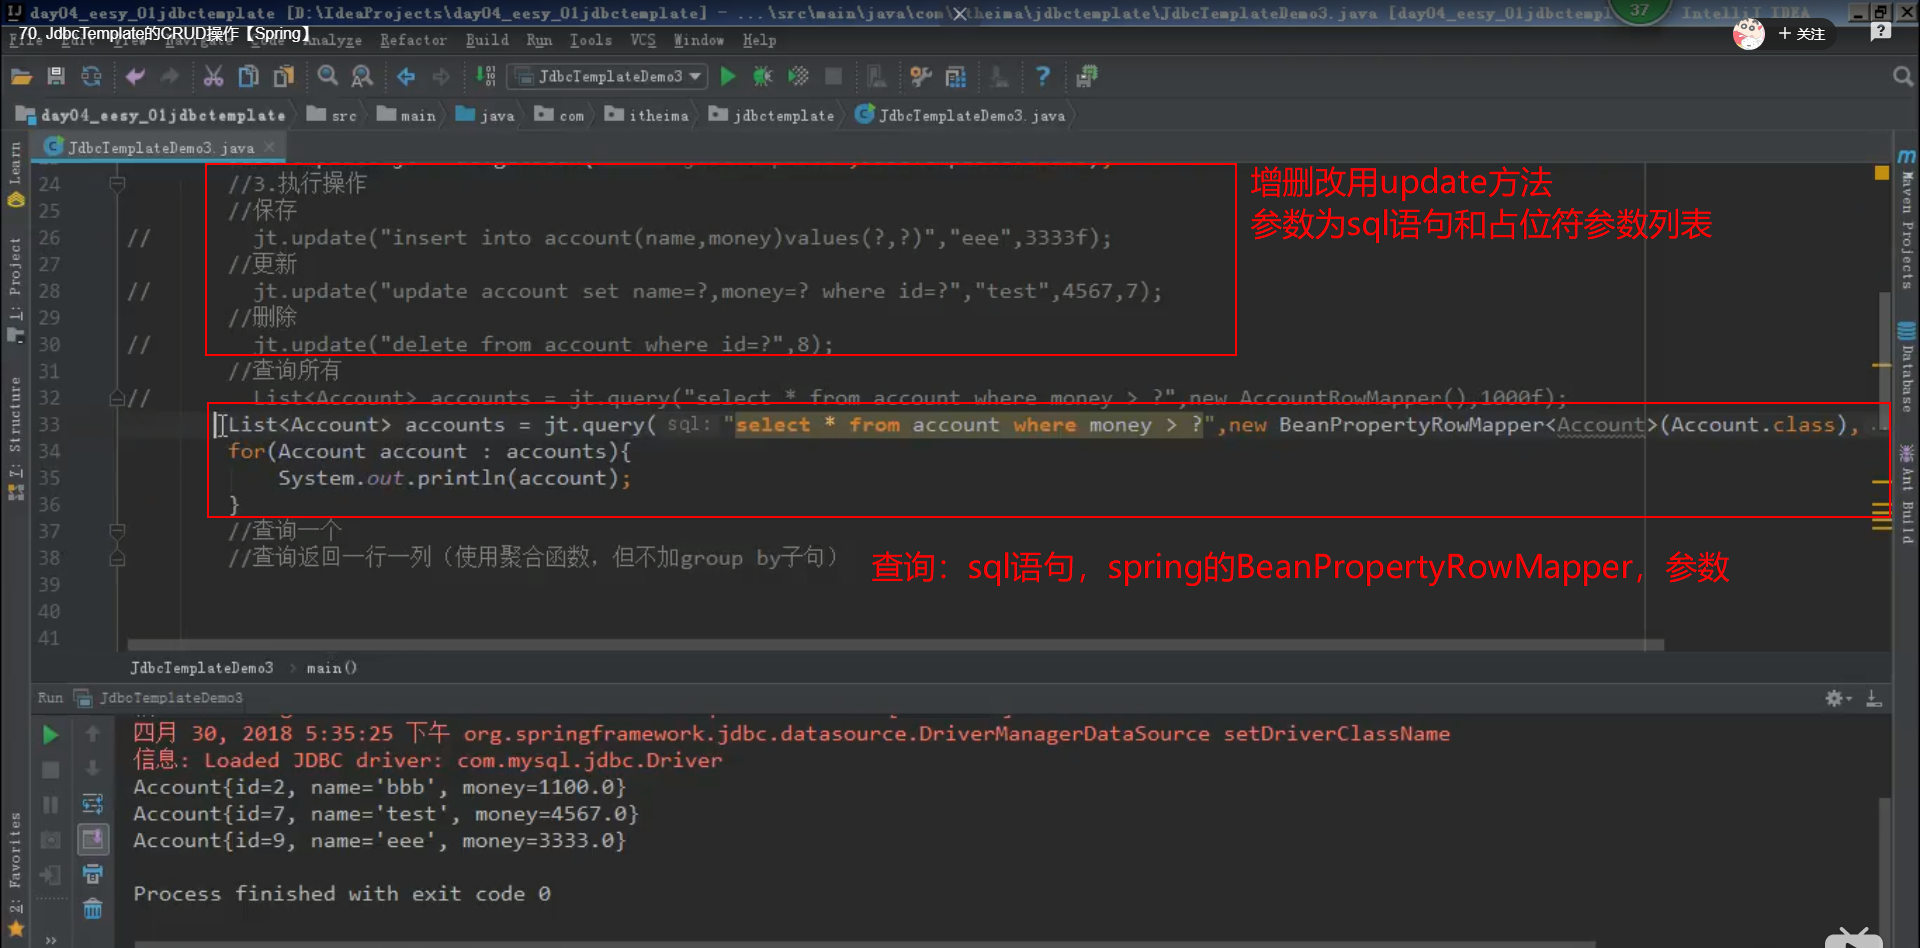 day04_eesy_01jdbctemplate [D:\IdeaProjects\day04_eesy_01jdbctemplate] - ...\src\main\java\com\itheima\jdbctemplate\JdbcTemplateDemo3.java [day04_eesy_01jdbctempl
37
IntelliJ IDEA
70. JdbcTemplate的CRUD操作【Spring】
Analyze Refactor Build Run Tools VCS Window Help
+ 关注
JdbcTemplateDemo3
day04_eesy_01jdbctemplate src main java com itheima jdbctemplate JdbcTemplateDemo3.java
JdbcTemplateDemo3.java
Learn
1: Project
7: Structure
2: Favorites
Maven Projects
Database
Ant Build
24 //3.执行操作
25 //保存
26 // jt.update("insert into account(name,money)values(?,?)","eee",3333f);
27 //更新
28 // jt.update("update account set name=?,money=? where id=?","test",4567,7);
29 //删除
30 // jt.update("delete from account where id=?",8);
31 //查询所有
32 // List<Account> accounts = jt.query("select * from account where money > ?",new AccountRowMapper(),1000f);
33 List<Account> accounts = jt.query( sql: "select * from account where money > ?",new BeanPropertyRowMapper<Account>(Account.class),
34 for(Account account : accounts){
35 System.out.println(account);
36 }
37 //查询一个
38 //查询返回一行一列（使用聚合函数，但不加group by子句）
39
40
41
增删改用update方法
参数为sql语句和占位符参数列表
查询：sql语句，spring的BeanPropertyRowMapper，参数
JdbcTemplateDemo3 > main()
Run JdbcTemplateDemo3
四月 30, 2018 5:35:25 下午 org.springframework.jdbc.datasource.DriverManagerDataSource setDriverClassName
信息: Loaded JDBC driver: com.mysql.jdbc.Driver
Account{id=2, name='bbb', money=1100.0}
Account{id=7, name='test', money=4567.0}
Account{id=9, name='eee', money=3333.0}
Process finished with exit code 0